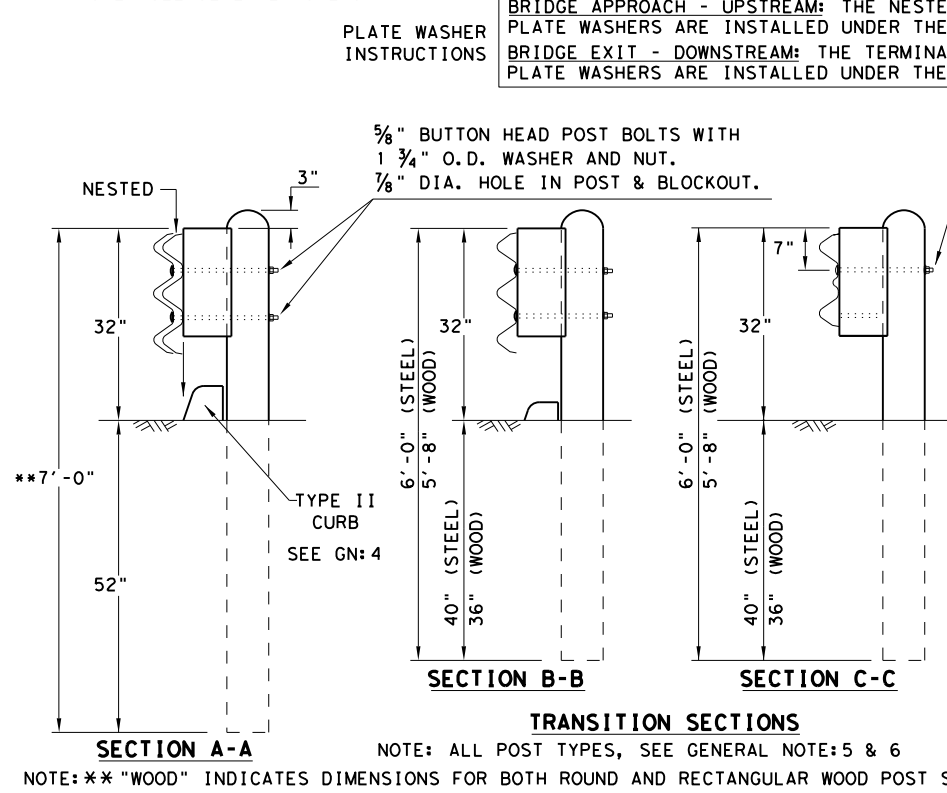 BRIDGE APPROACH - UPSTREAM: THE NESTE
PLATE WASHERS ARE INSTALLED UNDER THE
BRIDGE EXIT - DOWNSTREAM: THE TERMINA
PLATE WASHERS ARE INSTALLED UNDER THE
PLATE WASHER
INSTRUCTIONS
5/8" BUTTON HEAD POST BOLTS WITH
1 3/4" O.D. WASHER AND NUT.
7/8" DIA. HOLE IN POST & BLOCKOUT.
NESTED
3"
32"
**7'-0"
52"
TYPE II
CURB
SEE GN:4
SECTION A-A
32"
6'-0" (STEEL)
5'-8" (WOOD)
40" (STEEL)
36" (WOOD)
SECTION B-B
7"
32"
6'-0" (STEEL)
5'-8" (WOOD)
40" (STEEL)
36" (WOOD)
SECTION C-C
TRANSITION SECTIONS
NOTE: ALL POST TYPES, SEE GENERAL NOTE:5 & 6
NOTE:** "WOOD" INDICATES DIMENSIONS FOR BOTH ROUND AND RECTANGULAR WOOD POST S